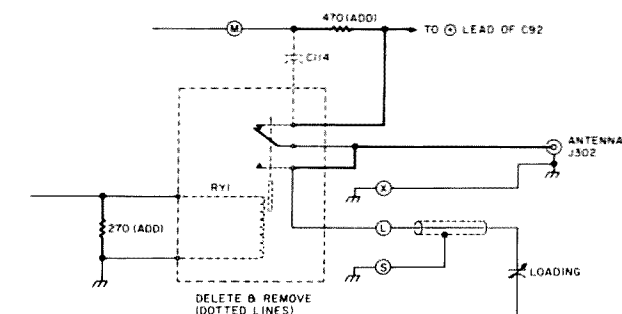 470 (ADD)
M
TO + LEAD OF C92
C114
ANTENNA
J302
X
RY1
270 (ADD)
L
S
LOADING
DELETE & REMOVE
(DOTTED LINES)